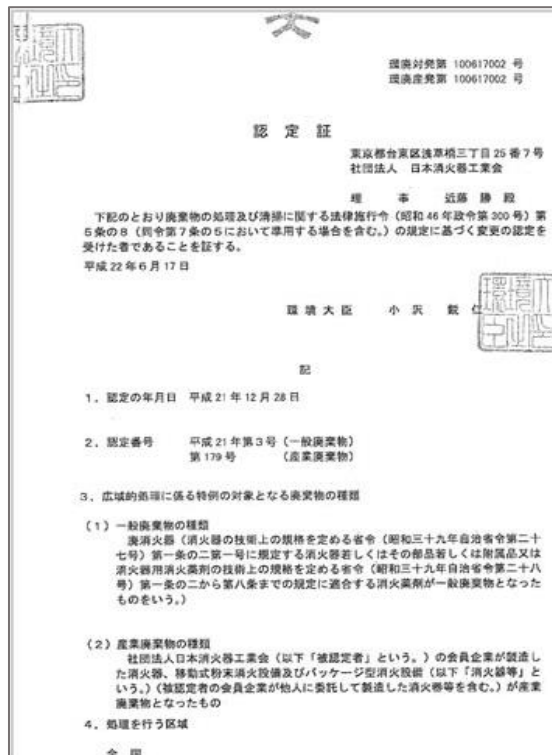 環廃対発第 100617002 号
環廃産発第 100617002 号
認 定 証
東京都台東区浅草橋三丁目 25 番 7 号
社団法人 日本消火器工業会
理 事 近藤 勝 殿
下記のとおり廃棄物の処理及び清掃に関する法律施行令（昭和 46 年政令第 300 号）第
5 条の 8（同令第 7 条の 5 において準用する場合を含む。）の規定に基づく変更の認定を
受けた者であることを証する。
平成 22 年 6 月 17 日
環 境 大 臣 小 沢 鋭 仁
記
1．認定の年月日 平成 21 年 12 月 28 日
2．認定番号 平成 21 年第 3 号（一般廃棄物）
第 179 号 （産業廃棄物）
3．広域的処理に係る特例の対象となる廃棄物の種類
（1）一般廃棄物の種類
廃消火器（消火器の技術上の規格を定める省令（昭和三十九年自治省令第二十
七号）第一条の二第一号に規定する消火器若しくはその部品若しくは附属品又は
消火器用消火薬剤の技術上の規格を定める省令（昭和三十九年自治省令第二十八
号）第一条の二から第八条までの規定に適合する消火薬剤が一般廃棄物となった
ものをいう。）
（2）産業廃棄物の種類
社団法人日本消火器工業会（以下「被認定者」という。）の会員企業が製造し
た消火器、移動式粉末消火設備及びパッケージ型消火設備（以下「消火器等」と
いう。）（被認定者の会員企業が他人に委託して製造した消火器等を含む。）が産業
廃棄物となったもの
4．処理を行う区域
全 国